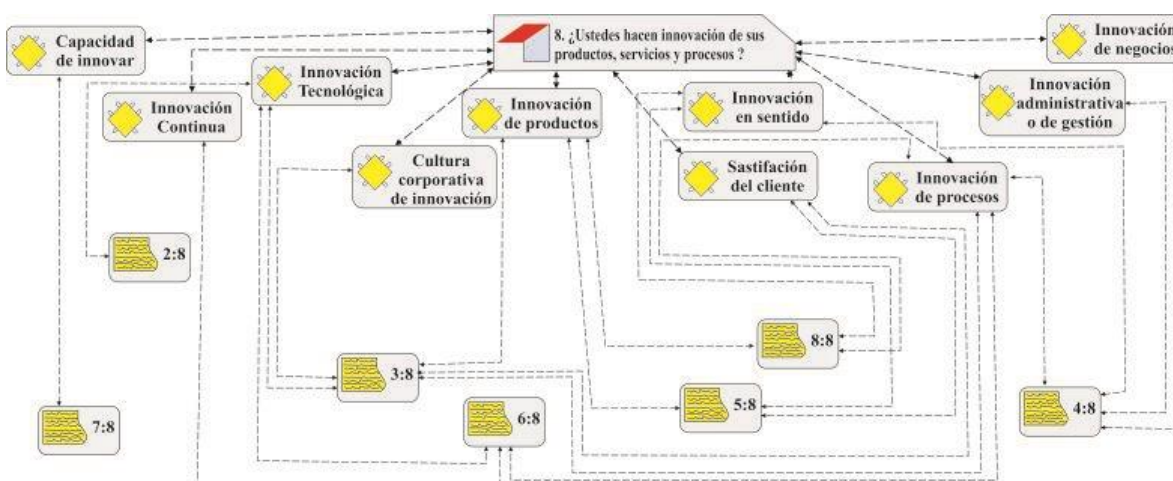 8. ¿Ustedes hacen innovación de sus
productos, servicios y procesos ?
Capacidad
de innovar
Innovación
de negocios
Innovación
Tecnológica
Innovación
Continua
Innovación
de productos
Innovación
en sentido
Innovación
administrativa
o de gestión
Cultura
corporativa
de innovación
Sastifación
del cliente
Innovación
de procesos
2:8
8:8
3:8
5:8
6:8
4:8
7:8